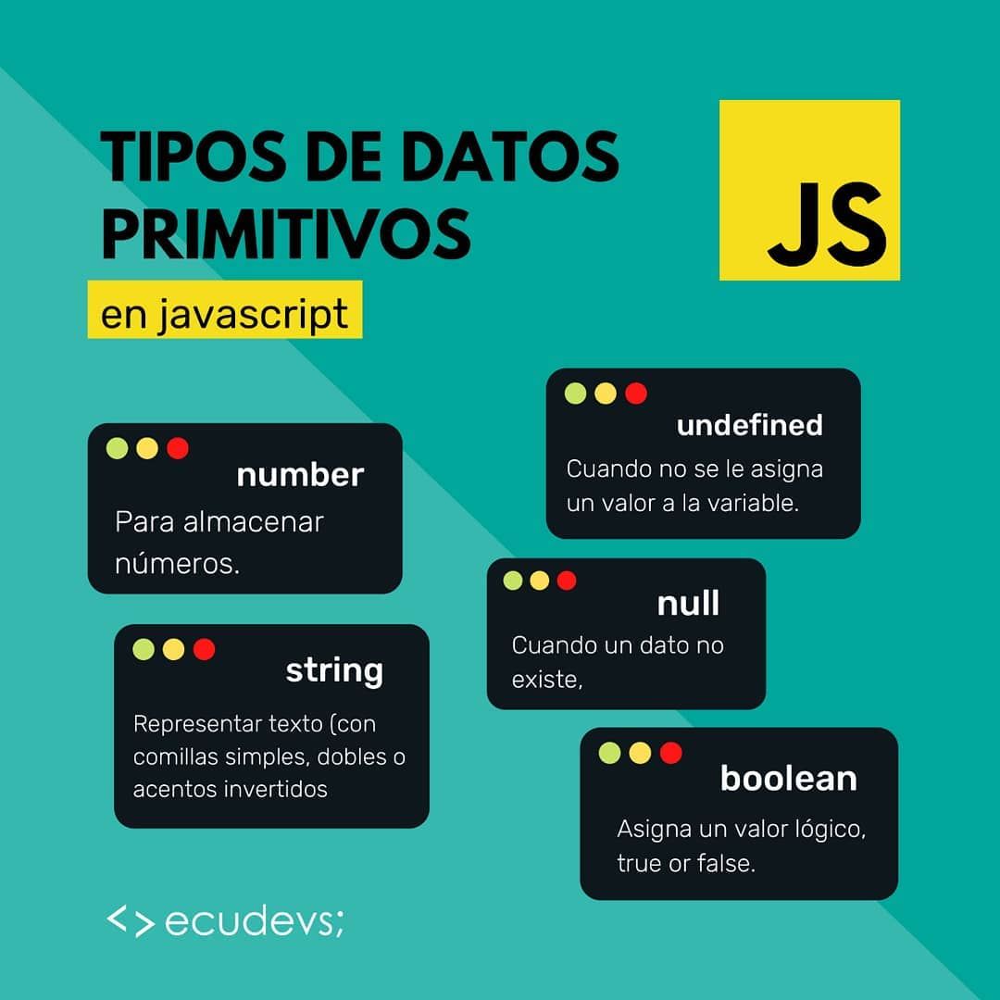 TIPOS DE DATOS
PRIMITIVOS
en javascript
JS
number
Para almacenar
números.
string
Representar texto (con
comillas simples, dobles o
acentos invertidos
undefined
Cuando no se le asigna
un valor a la variable.
null
Cuando un dato no
existe,
boolean
Asigna un valor lógico,
true or false.
<> ecudevs;